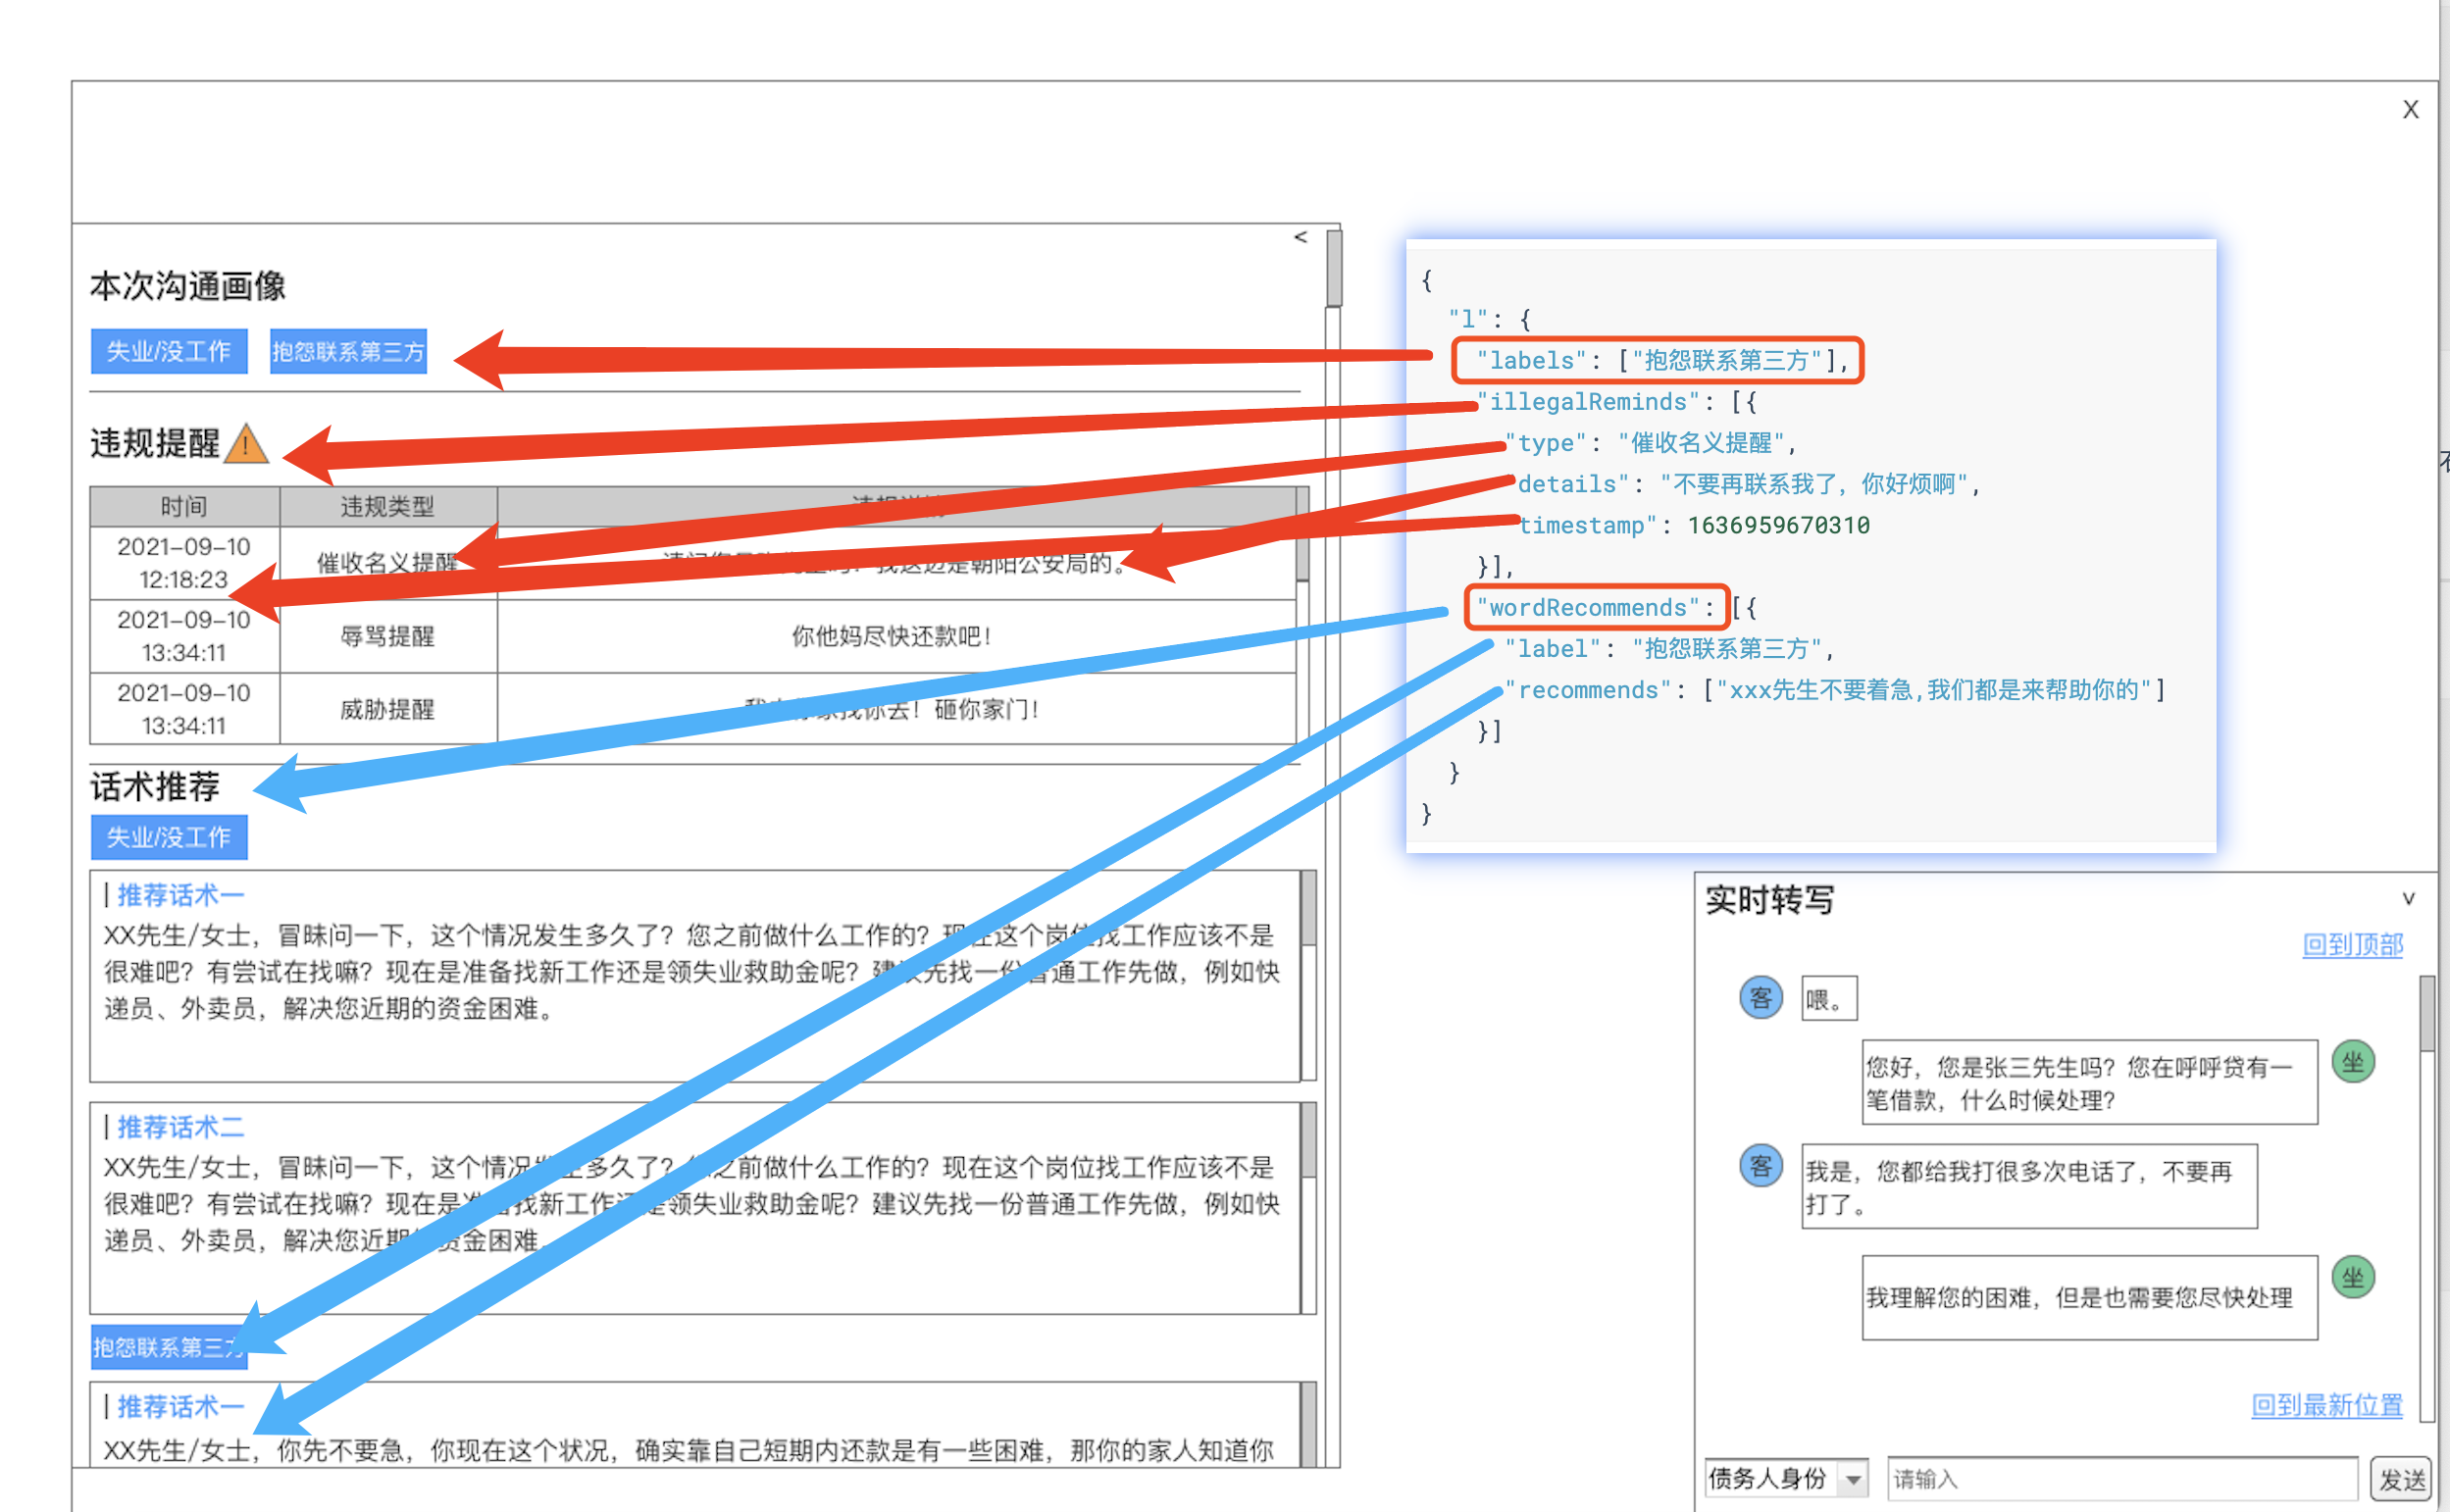 X
<
本次沟通画像
失业/没工作 抱怨联系第三方
违规提醒 !
时间 违规类型
2021-09-10
12:18:23
催收名义提醒 我这边是朝阳公安局的。
2021-09-10
13:34:11
辱骂提醒 你他妈尽快还款吧！
2021-09-10
13:34:11
威胁提醒 你去！砸你家门！
话术推荐
失业/没工作
推荐话术一
XX先生/女士，冒昧问一下，这个情况发生多久了？您之前做什么工作的？现在这个岗位找工作应该不是
很难吧？有尝试在找嘛？现在是准备找新工作还是领失业救助金呢？建议先找一份普通工作先做，例如快
递员、外卖员，解决您近期的资金困难。
推荐话术二
XX先生/女士，冒昧问一下，这个情况发生多久了？您之前做什么工作的？现在这个岗位找工作应该不是
很难吧？有尝试在找嘛？现在是准备找新工作还是领失业救助金呢？建议先找一份普通工作先做，例如快
递员、外卖员，解决您近期的资金困难。
抱怨联系第三方
推荐话术一
XX先生/女士，你先不要急，你现在这个状况，确实靠自己短期内还款是有一些困难，那你的家人知道你
{
"l": {
"labels": ["抱怨联系第三方"],
"illegalReminds": [{
"type": "催收名义提醒",
"details": "不要再联系我了，你好烦啊",
"timestamp": 1636959670310
}],
"wordRecommends": [{
"label": "抱怨联系第三方",
"recommends": ["xxx先生不要着急,我们都是来帮助你的"]
}]
}
}
实时转写 v
回到顶部
客 喂。
您好，您是张三先生吗？您在呼呼贷有一
笔借款，什么时候处理？
坐
客 我是，您都给我打很多次电话了，不要再
打了。
我理解您的困难，但是也需要您尽快处理 坐
回到最新位置
债务人身份 请输入 发送